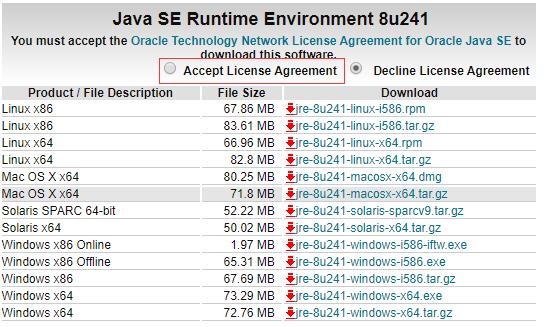 Java SE Runtime Environment 8u241
You must accept the Oracle Technology Network License Agreement for Oracle Java SE to
download this software.
Accept License Agreement Decline License Agreement
Product / File Description File Size Download
Linux x86 67.86 MB jre-8u241-linux-i586.rpm
Linux x86 83.61 MB jre-8u241-linux-i586.tar.gz
Linux x64 66.96 MB jre-8u241-linux-x64.rpm
Linux x64 82.8 MB jre-8u241-linux-x64.tar.gz
Mac OS X x64 80.25 MB jre-8u241-macosx-x64.dmg
Mac OS X x64 71.8 MB jre-8u241-macosx-x64.tar.gz
Solaris SPARC 64-bit 52.22 MB jre-8u241-solaris-sparcv9.tar.gz
Solaris x64 50.02 MB jre-8u241-solaris-x64.tar.gz
Windows x86 Online 1.97 MB jre-8u241-windows-i586-iftw.exe
Windows x86 Offline 65.31 MB jre-8u241-windows-i586.exe
Windows x86 67.69 MB jre-8u241-windows-i586.tar.gz
Windows x64 73.29 MB jre-8u241-windows-x64.exe
Windows x64 72.76 MB jre-8u241-windows-x64.tar.gz